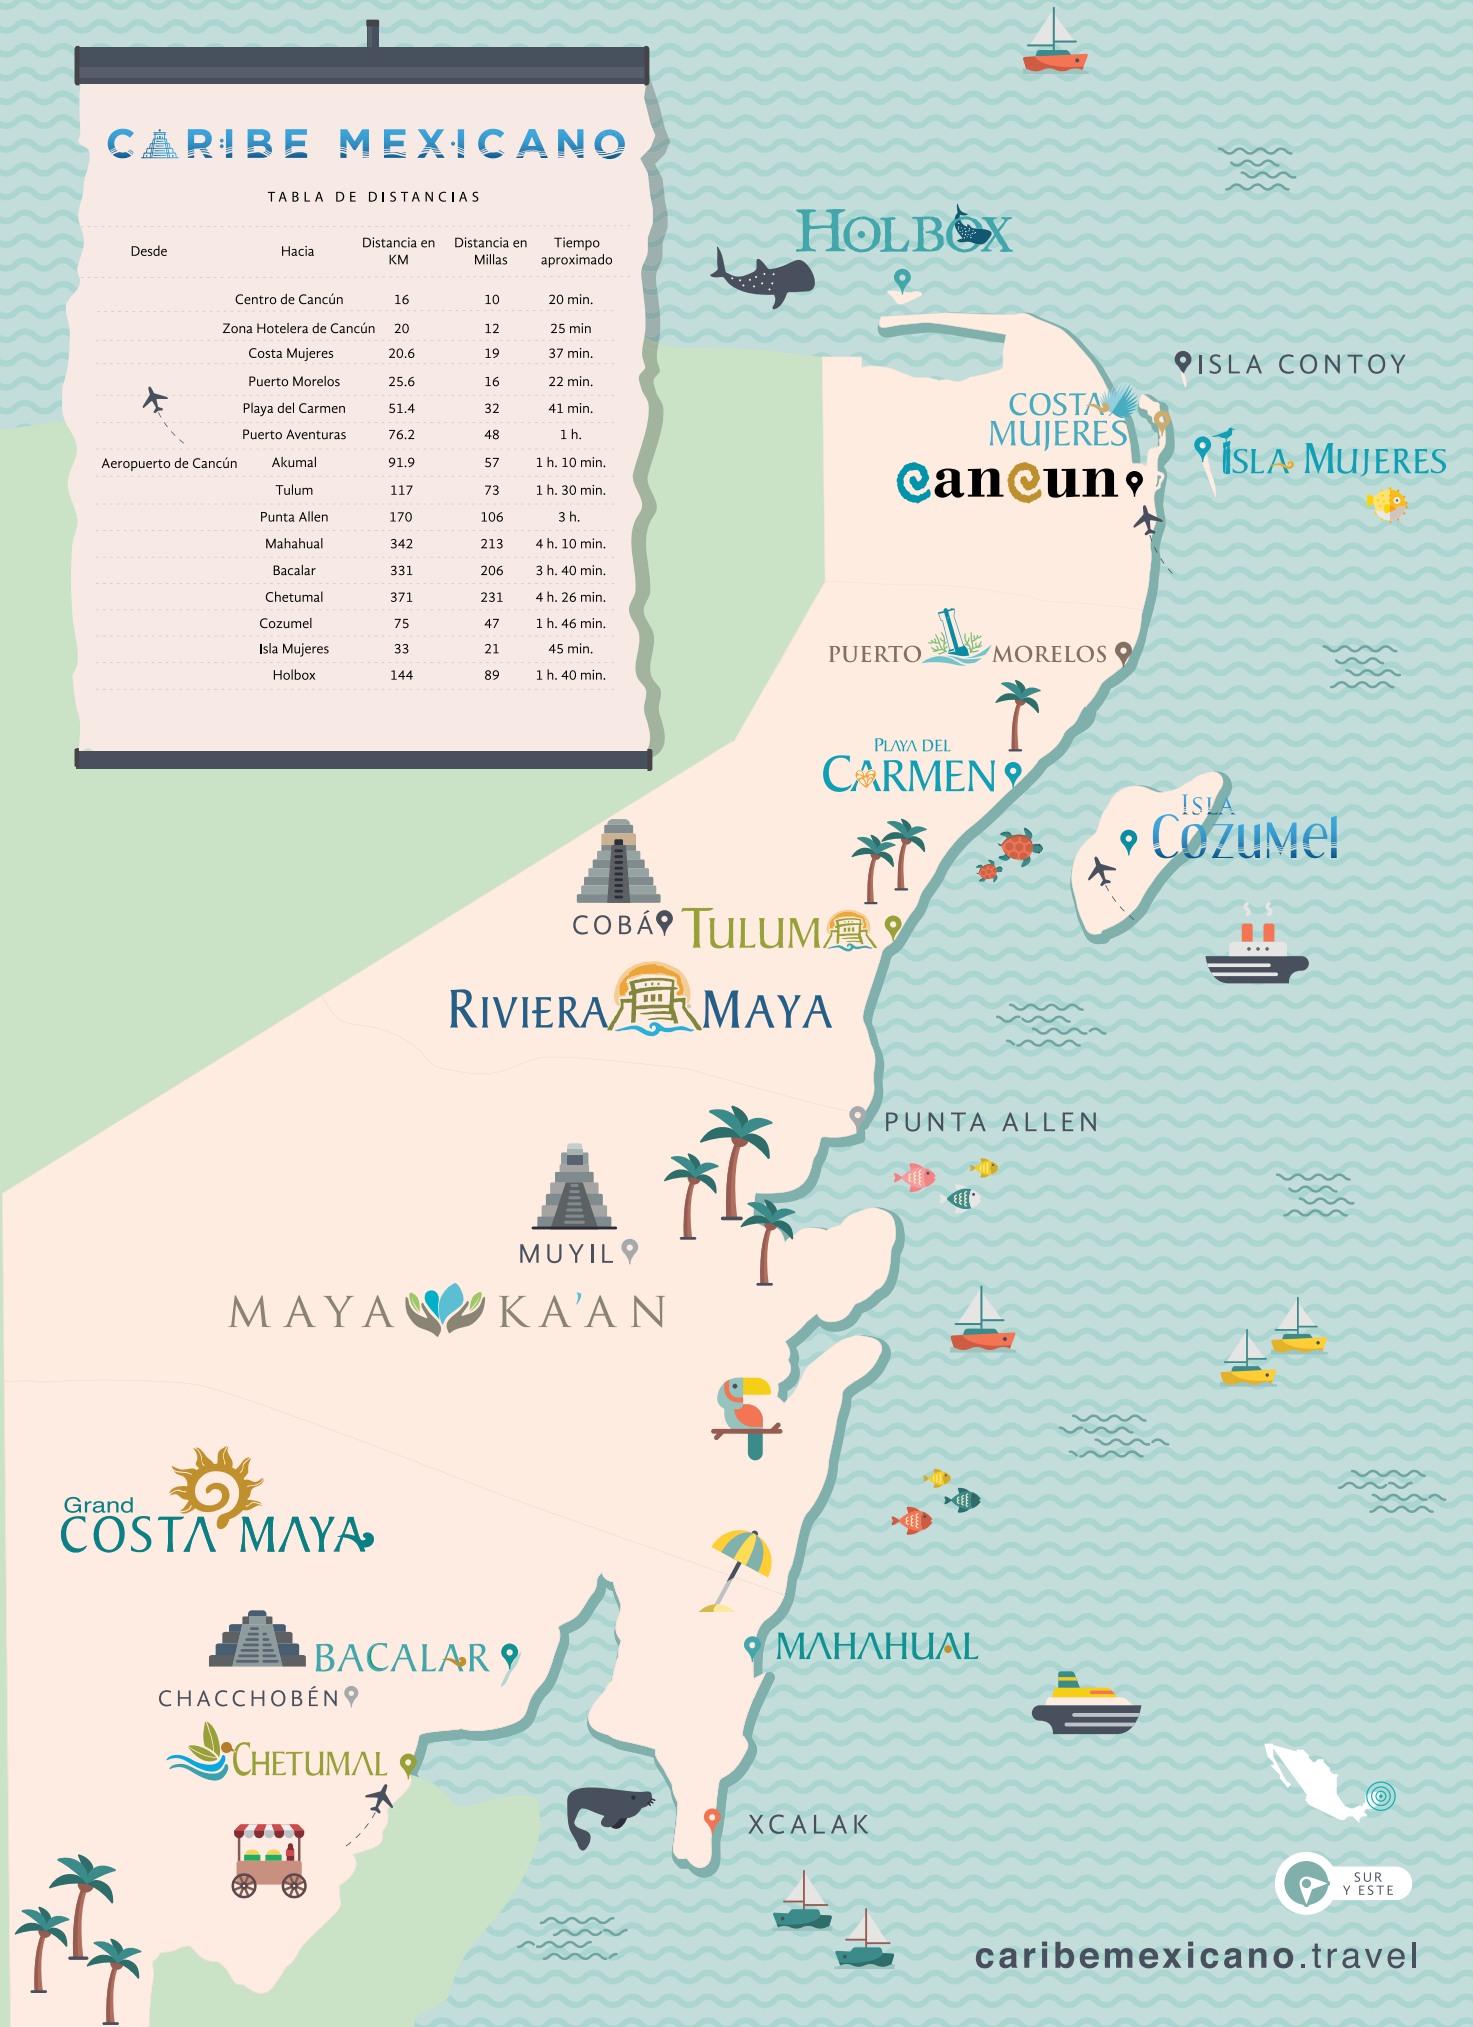 CARIBE MEXICANO
TABLA DE DISTANCIAS
Desde Hacia Distancia en KM Distancia en Millas Tiempo aproximado
Centro de Cancún 16 10 20 min.
Zona Hotelera de Cancún 20 12 25 min
Costa Mujeres 20.6 19 37 min.
Puerto Morelos 25.6 16 22 min.
Playa del Carmen 51.4 32 41 min.
Puerto Aventuras 76.2 48 1 h.
Aeropuerto de Cancún Akumal 91.9 57 1 h. 10 min.
Tulum 117 73 1 h. 30 min.
Punta Allen 170 106 3 h.
Mahahual 342 213 4 h. 10 min.
Bacalar 331 206 3 h. 40 min.
Chetumal 371 231 4 h. 26 min.
Cozumel 75 47 1 h. 46 min.
Isla Mujeres 33 21 45 min.
Holbox 144 89 1 h. 40 min.
HOLBOX
ISLA CONTOY
COSTA
MUJERES
ISLA MUJERES
Cancun
PUERTO MORELOS
PLAYA DEL
CARMEN
ISLA
COZUMEL
COBÁ
TULUM
RIVIERA MAYA
PUNTA ALLEN
MUYIL
MAYA KA'AN
Grand
COSTA MAYA
BACALAR
MAHAHUAL
CHACCHOBÉN
CHETUMAL
XCALAK
SUR
Y ESTE
caribemexicano.travel